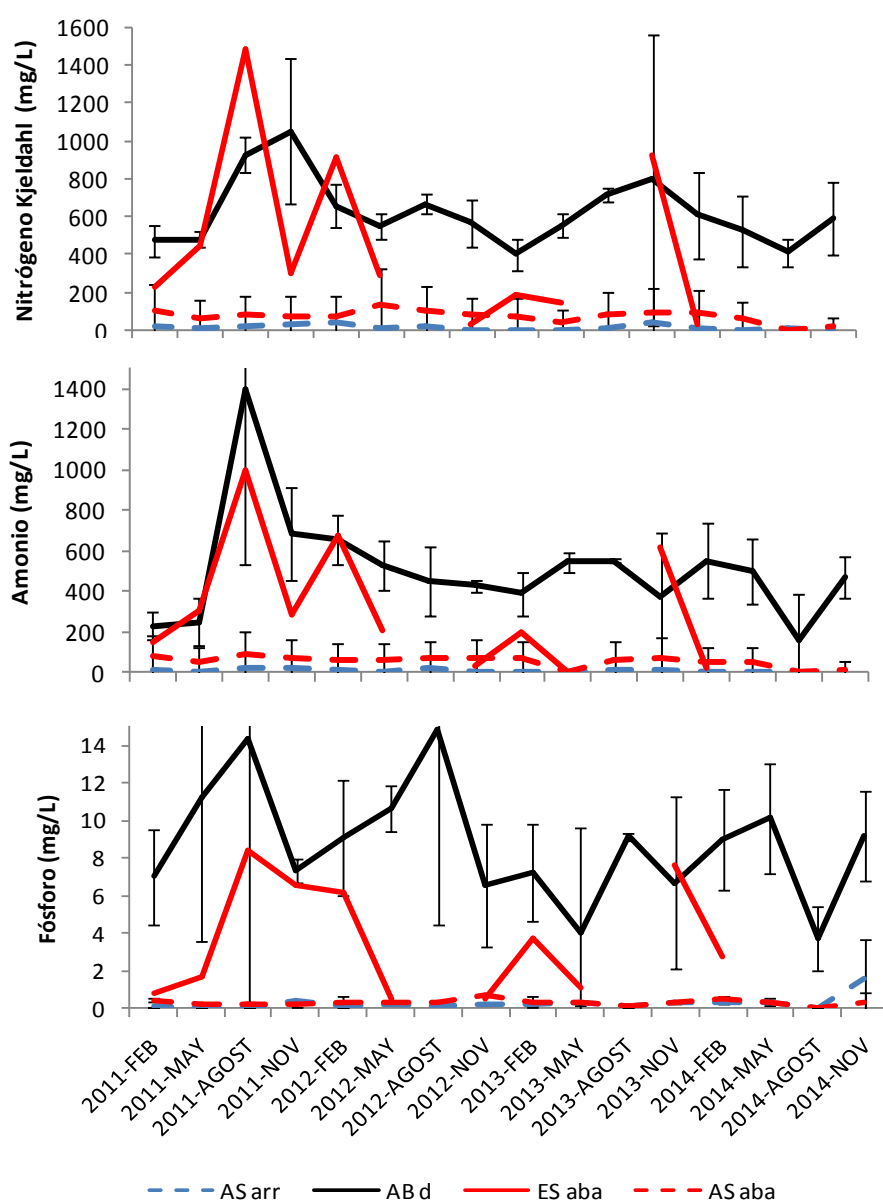 Nitrógeno Kjeldahl (mg/L)
1600
1400
1200
1000
800
600
400
200
0
Amonio (mg/L)
1400
1200
1000
800
600
400
200
0
Fósforo (mg/L)
14
12
10
8
6
4
2
0
2011-FEB
2011-MAY
2011-AGOST
2011-NOV
2012-FEB
2012-MAY
2012-AGOST
2012-NOV
2013-FEB
2013-MAY
2013-AGOST
2013-NOV
2014-FEB
2014-MAY
2014-AGOST
2014-NOV
AS arr AB d ES aba AS aba